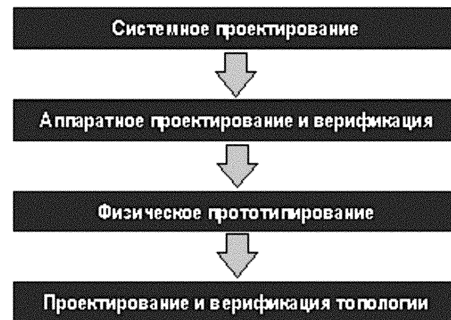 Системное проектирование
Аппаратное проектирование и верификация
Физическое прототипирование
Проектирование и верификация топологии